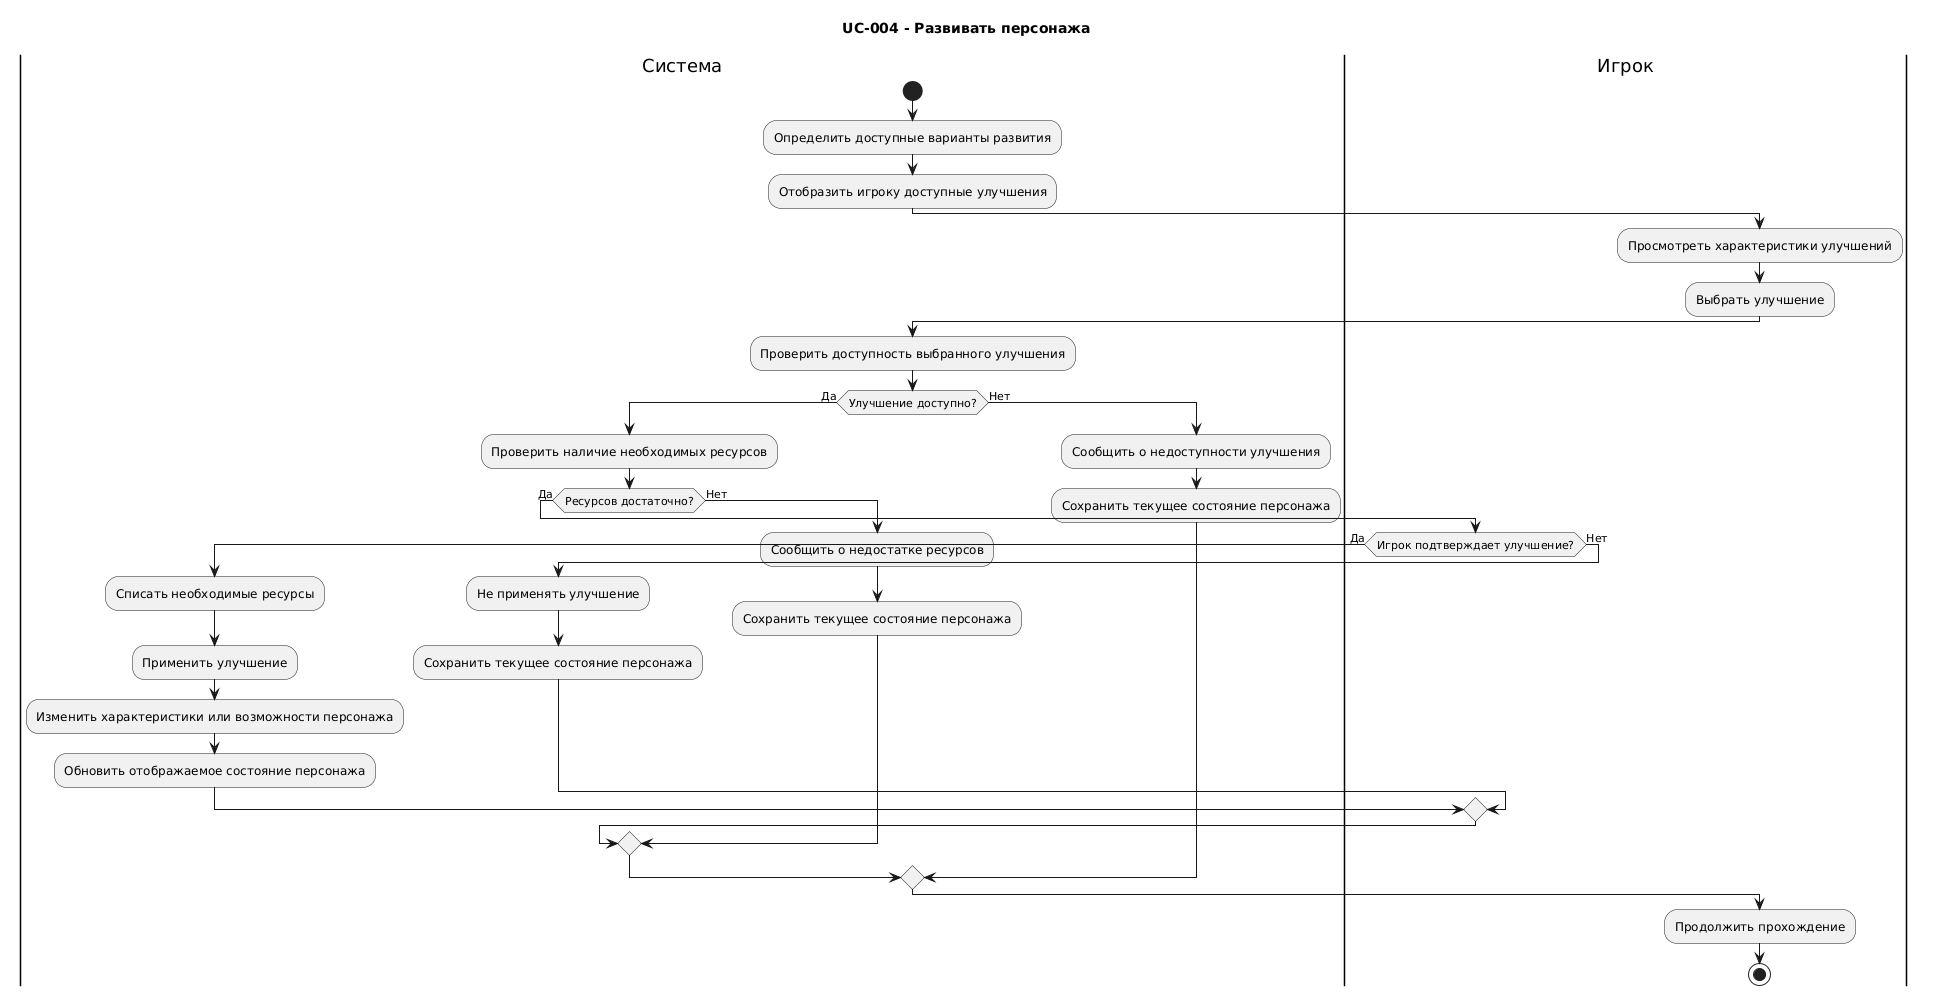 UC-004 - Развивать персонажа
Система
Игрок
Определить доступные варианты развития
Отобразить игроку доступные улучшения
Просмотреть характеристики улучшений
Выбрать улучшение
Проверить доступность выбранного улучшения
Да
Улучшение доступно?
Нет
Проверить наличие необходимых ресурсов
Сообщить о недоступности улучшения
Да
Ресурсов достаточно?
Нет
Сохранить текущее состояние персонажа
Сообщить о недостатке ресурсов
Да
Игрок подтверждает улучшение?
Нет
Списать необходимые ресурсы
Не применять улучшение
Сохранить текущее состояние персонажа
Применить улучшение
Сохранить текущее состояние персонажа
Изменить характеристики или возможности персонажа
Обновить отображаемое состояние персонажа
Продолжить прохождение